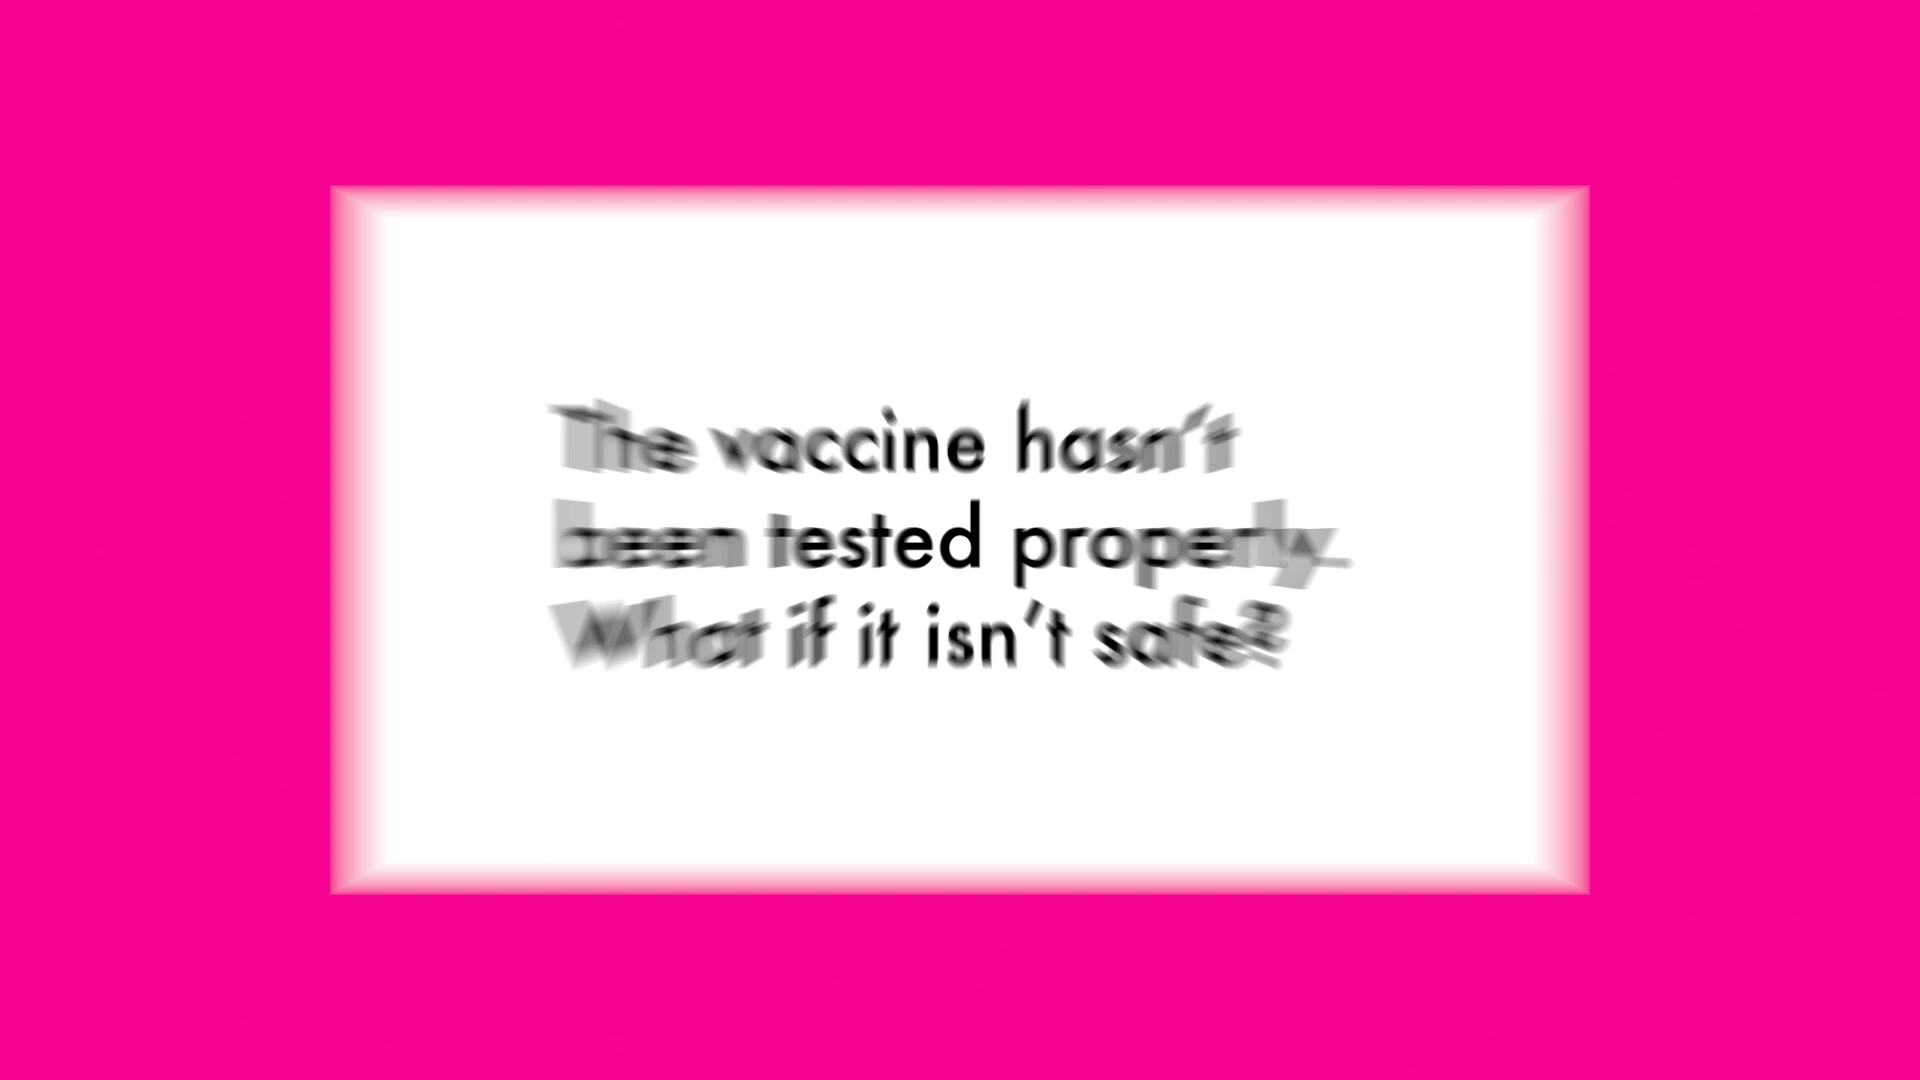 The vaccine hasn’t
been tested properly.
What if it isn’t safe?